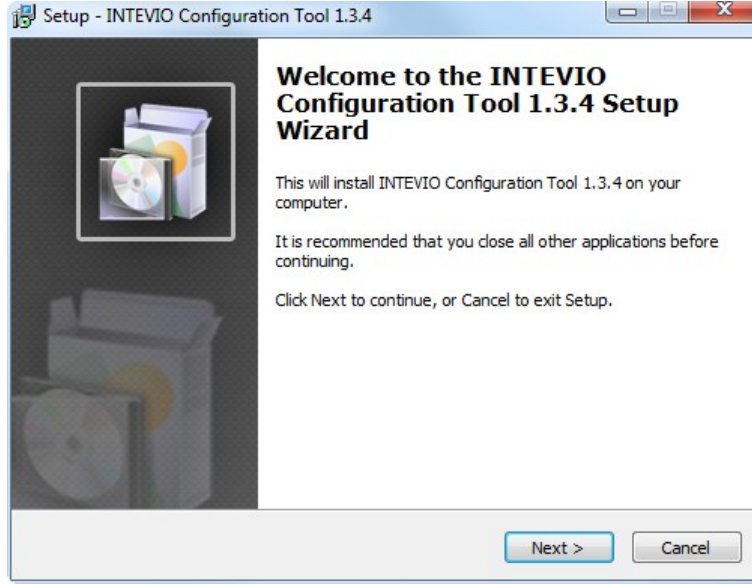 Setup - INTEVIO Configuration Tool 1.3.4
Welcome to the INTEVIO
Configuration Tool 1.3.4 Setup
Wizard
This will install INTEVIO Configuration Tool 1.3.4 on your
computer.
It is recommended that you close all other applications before
continuing.
Click Next to continue, or Cancel to exit Setup.
Next >
Cancel